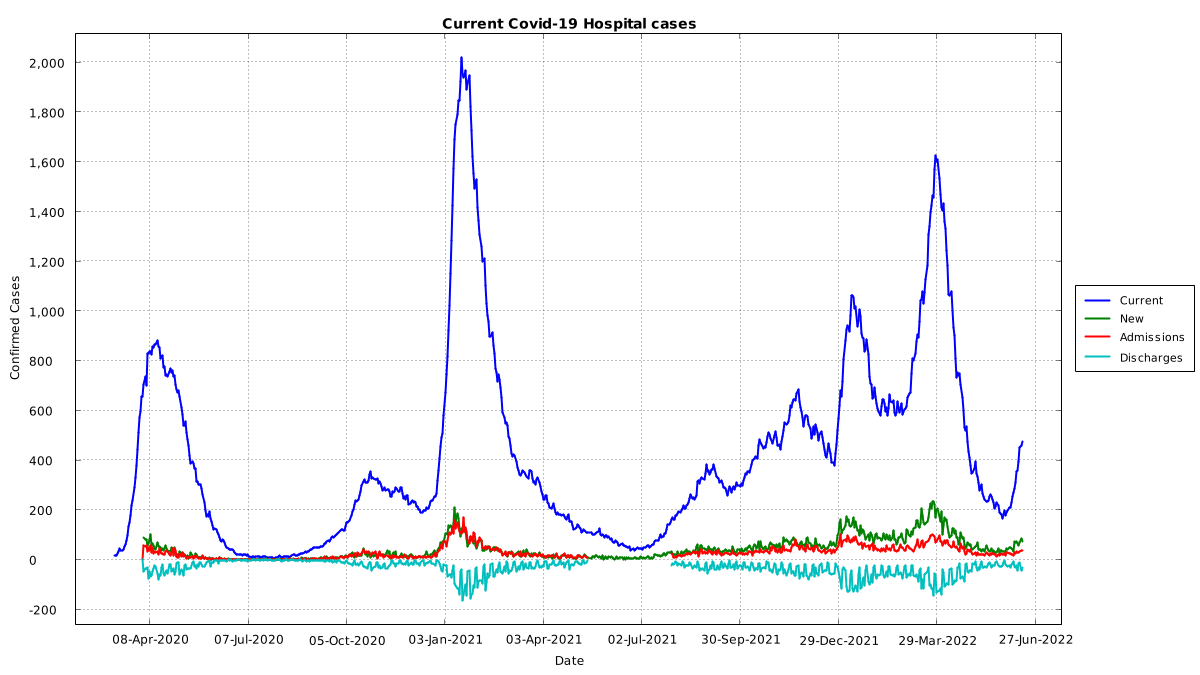 Current Covid-19 Hospital cases
2,000
1,800
1,600
1,400
1,200
1,000
800
600
400
200
0
-200
Confirmed Cases
08-Apr-2020 07-Jul-2020 05-Oct-2020 03-Jan-2021 03-Apr-2021 02-Jul-2021 30-Sep-2021 29-Dec-2021 29-Mar-2022 27-Jun-2022
Date
Current
New
Admissions
Discharges